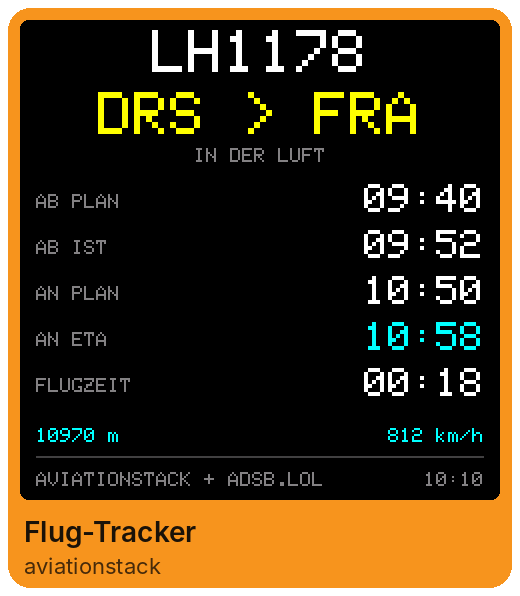 LH1178
DRS > FRA
IN DER LUFT
AB PLAN 09:40
AB IST 09:52
AN PLAN 10:50
AN ETA 10:58
FLUGZEIT 00:18
10970 m 812 km/h
AVIATIONSTACK + ADSB.LOL 10:10
Flug-Tracker
aviationstack